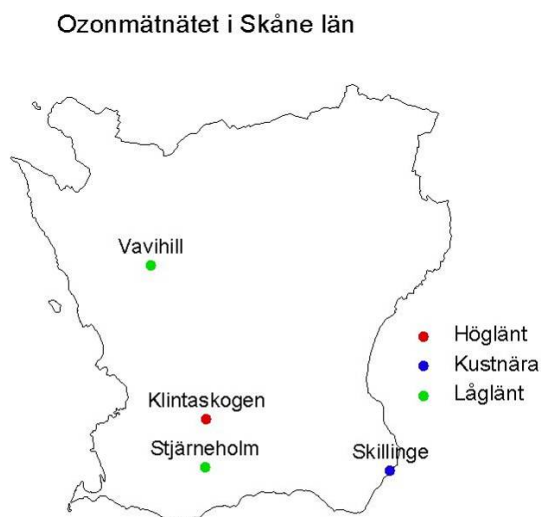 Ozonmätnätet i Skåne län
Vavihill
Höglänt
Kustnära
Låglänt
Klintaskogen
Stjärneholm
Skillinge